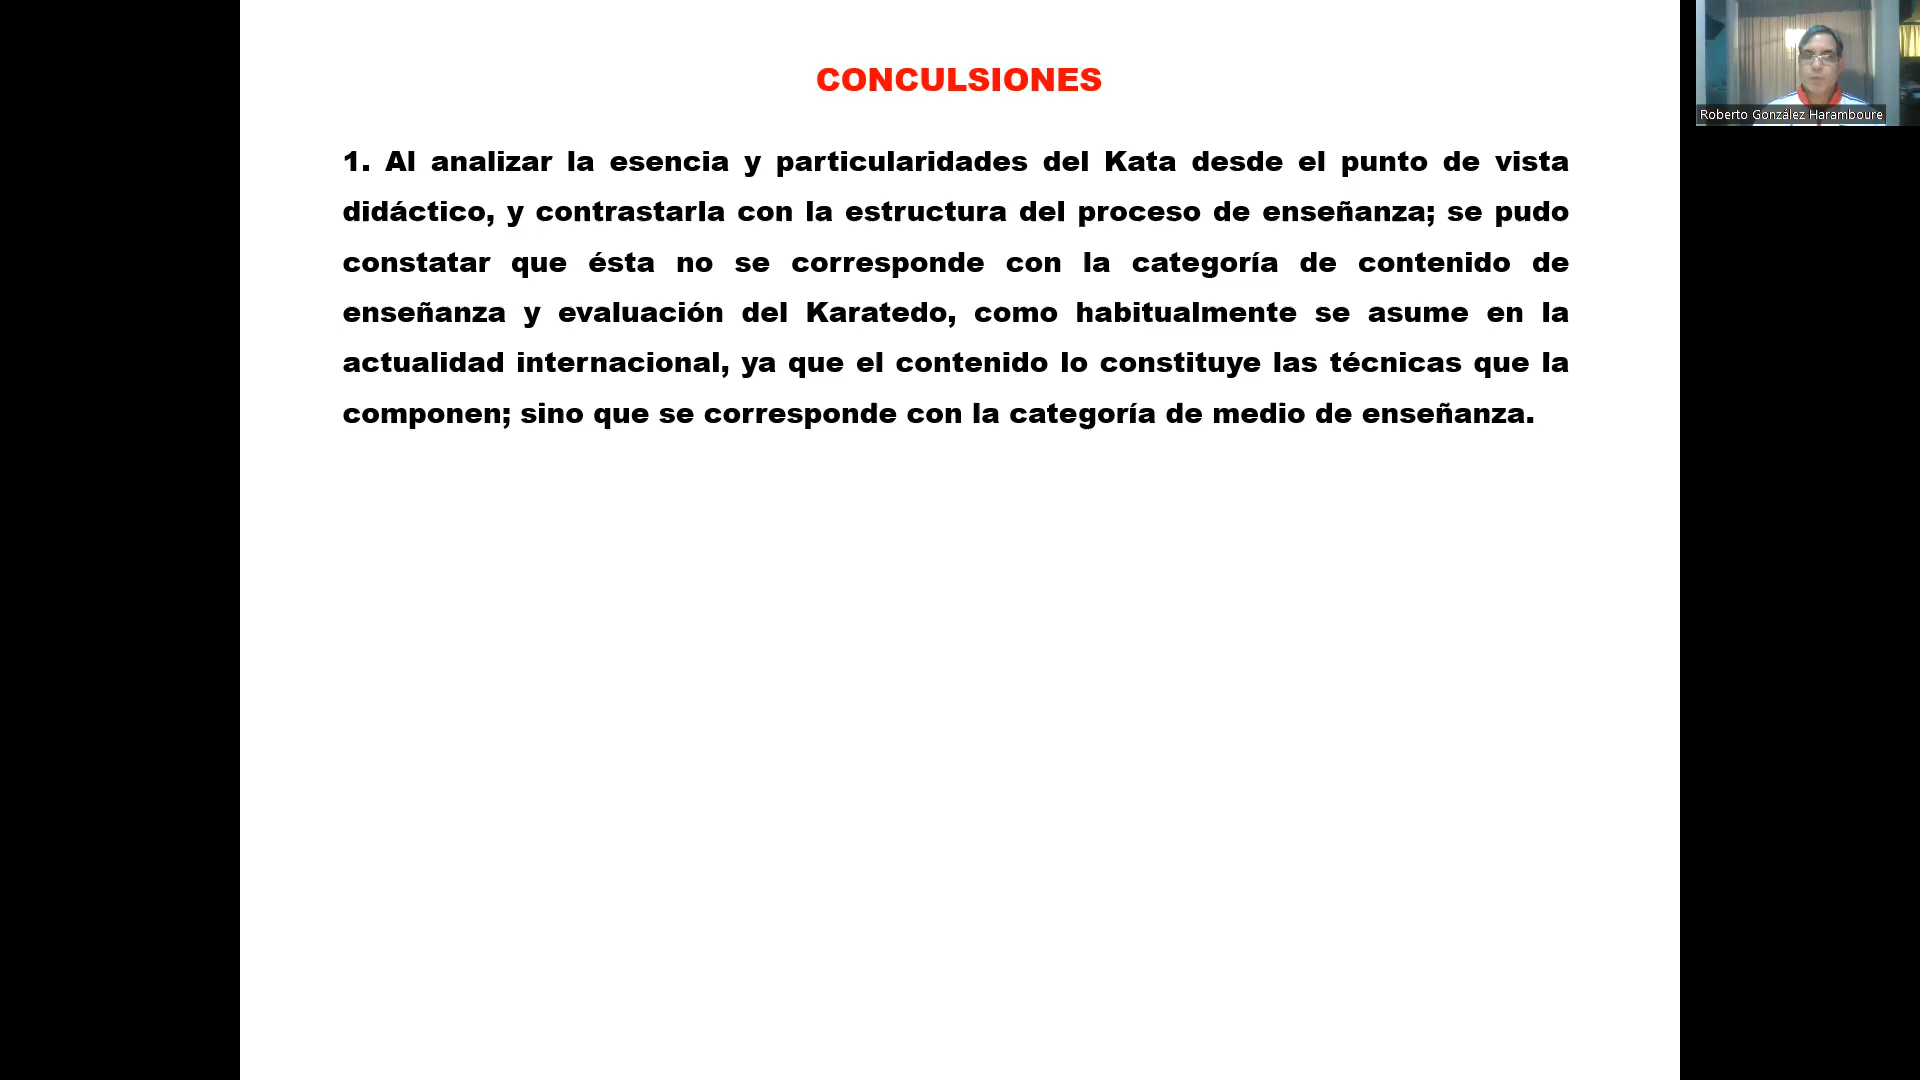 CONCULSIONES
1. Al analizar la esencia y particularidades del Kata desde el punto de vista
didáctico, y contrastarla con la estructura del proceso de enseñanza; se pudo
constatar que ésta no se corresponde con la categoría de contenido de
enseñanza y evaluación del Karatedo, como habitualmente se asume en la
actualidad internacional, ya que el contenido lo constituye las técnicas que la
componen; sino que se corresponde con la categoría de medio de enseñanza.
Roberto González Haramboure